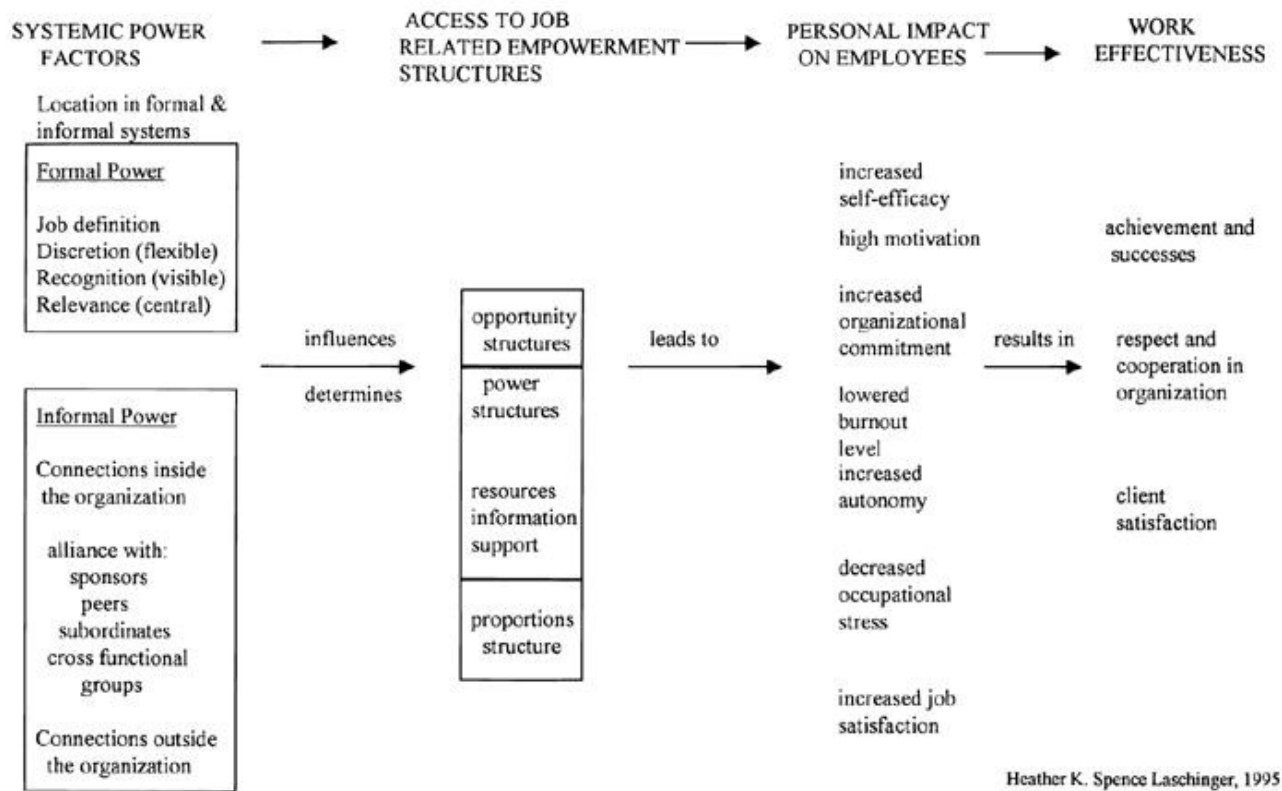 SYSTEMIC POWER
FACTORS
ACCESS TO JOB
RELATED EMPOWERMENT
STRUCTURES
PERSONAL IMPACT
ON EMPLOYEES
WORK
EFFECTIVENESS
Location in formal &
informal systems
Formal Power
Job definition
Discretion (flexible)
Recognition (visible)
Relevance (central)
Informal Power
Connections inside
the organization
alliance with:
sponsors
peers
subordinates
cross functional
groups
Connections outside
the organization
influences
determines
opportunity
structures
power
structures
resources
information
support
proportions
structure
leads to
increased
self-efficacy
high motivation
increased
organizational
commitment
lowered
burnout
level
increased
autonomy
decreased
occupational
stress
increased job
satisfaction
results in
achievement and
successes
respect and
cooperation in
organization
client
satisfaction
Heather K. Spence Laschinger, 1995